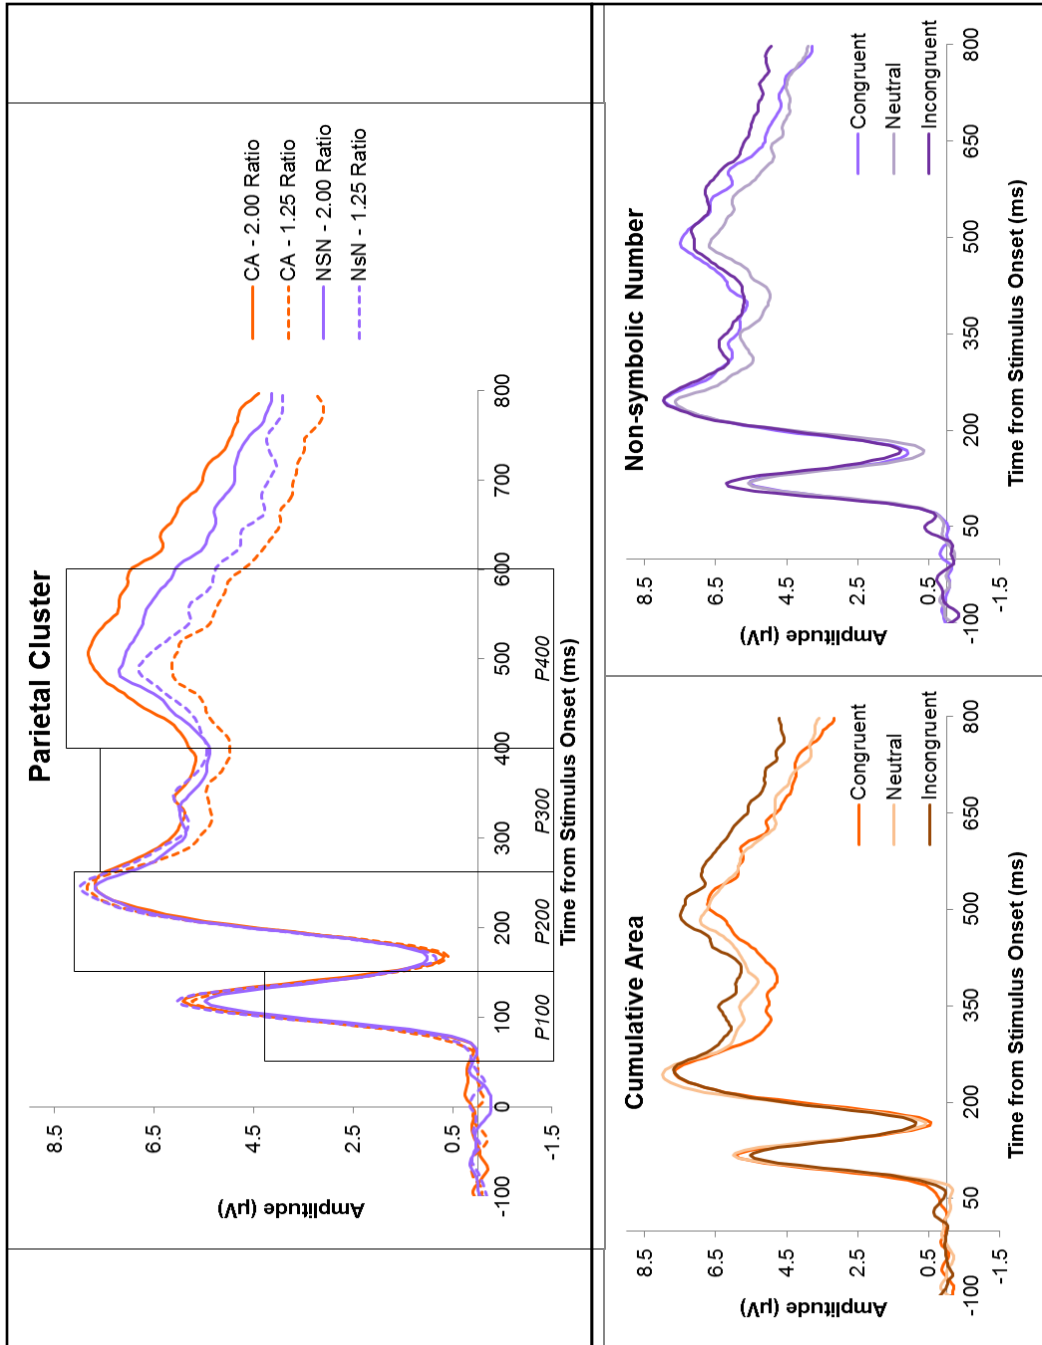 Parietal Cluster
CA - 2.00 Ratio
CA - 1.25 Ratio
NSN - 2.00 Ratio
NsN - 1.25 Ratio
Amplitude (µV)
8.5
6.5
4.5
2.5
0.5
-1.5
-100 0 100 200 300 400 500 600 700 800
P100 P200 P300 P400
Time from Stimulus Onset (ms)
Cumulative Area
Amplitude (µV)
8.5
6.5
4.5
2.5
0.5
-1.5
-100 50 200 350 500 650 800
Congruent
Neutral
Incongruent
Time from Stimulus Onset (ms)
Non-symbolic Number
Amplitude (µV)
8.5
6.5
4.5
2.5
0.5
-1.5
-100 50 200 350 500 650 800
Congruent
Neutral
Incongruent
Time from Stimulus Onset (ms)